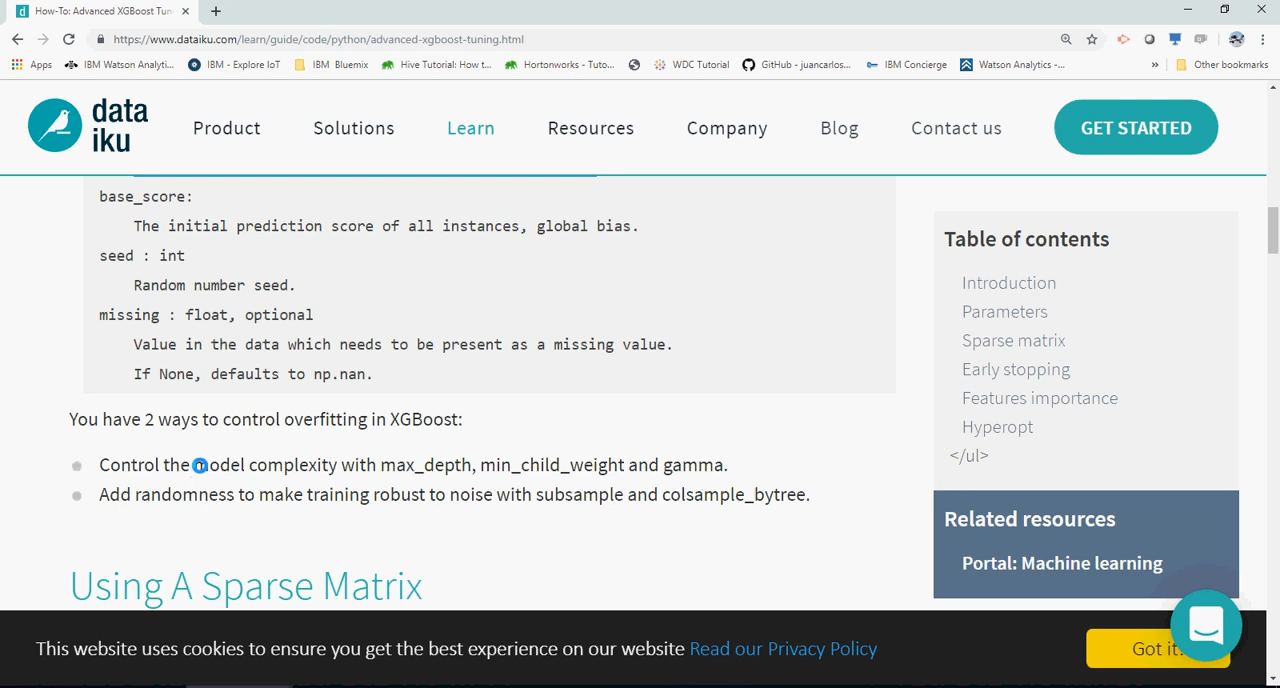 How-To: Advanced XGBoost Tun
https://www.dataiku.com/learn/guide/code/python/advanced-xgboost-tuning.html
Apps IBM Watson Analyti... IBM - Explore IoT IBM Bluemix Hive Tutorial: How t... Hortonworks - Tuto... WDC Tutorial GitHub - juancarlos... IBM Concierge Watson Analytics -... » Other bookmarks
data
iku
Product Solutions Learn Resources Company Blog Contact us GET STARTED
base_score:
The initial prediction score of all instances, global bias.
seed : int
Random number seed.
missing : float, optional
Value in the data which needs to be present as a missing value.
If None, defaults to np.nan.
You have 2 ways to control overfitting in XGBoost:
Control the model complexity with max_depth, min_child_weight and gamma.
Add randomness to make training robust to noise with subsample and colsample_bytree.
Using A Sparse Matrix
Table of contents
Introduction
Parameters
Sparse matrix
Early stopping
Features importance
Hyperopt
</ul>
Related resources
Portal: Machine learning
This website uses cookies to ensure you get the best experience on our website Read our Privacy Policy
Got it!